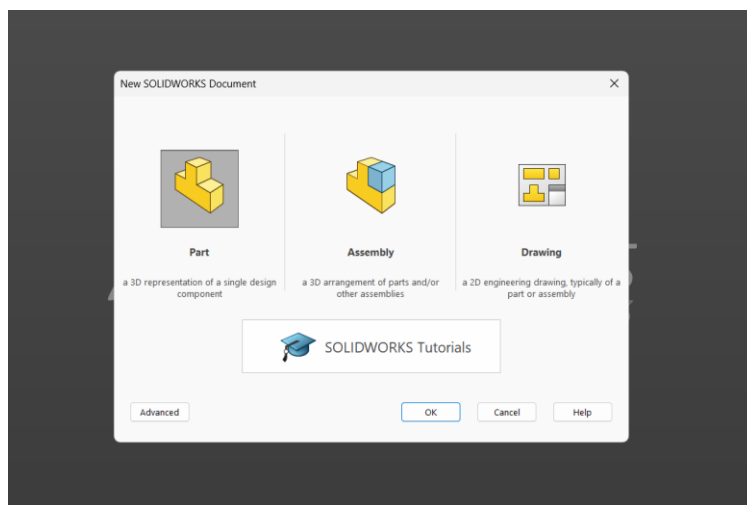 New SOLIDWORKS Document
Part
a 3D representation of a single design
component
Assembly
a 3D arrangement of parts and/or
other assemblies
Drawing
a 2D engineering drawing, typically of a
part or assembly
SOLIDWORKS Tutorials
Advanced
OK
Cancel
Help